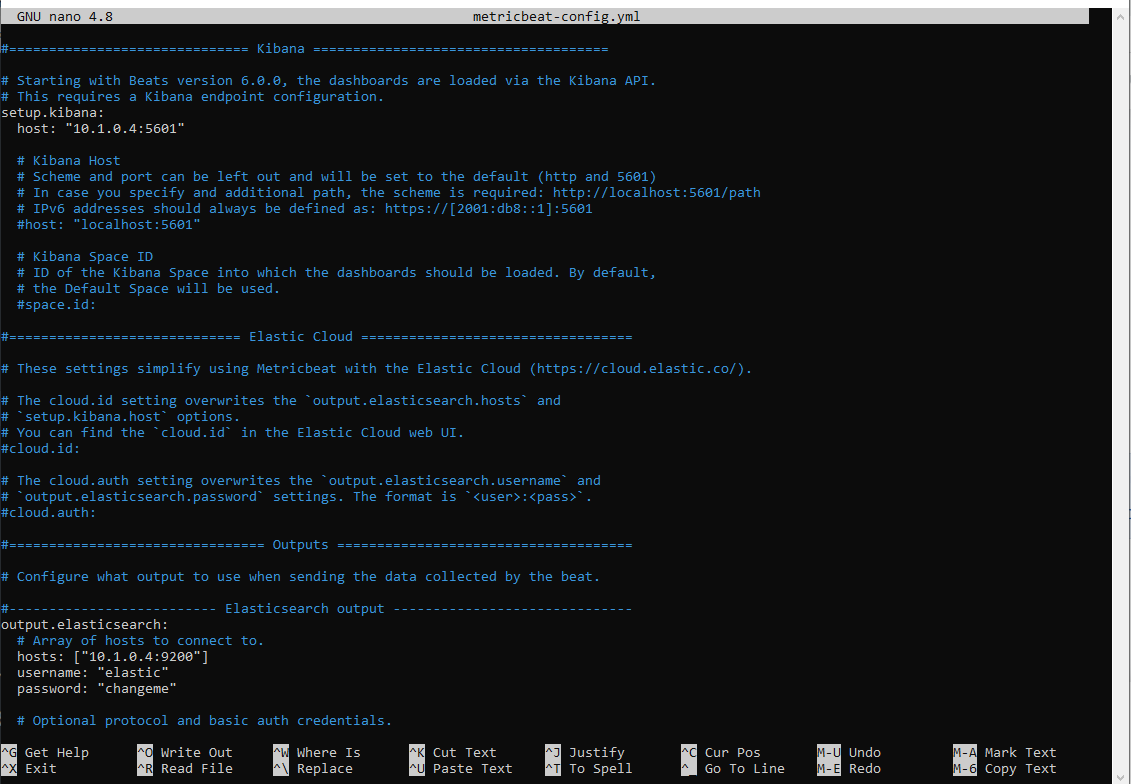 GNU nano 4.8 metricbeat-config.yml
#============================== Kibana =====================================
# Starting with Beats version 6.0.0, the dashboards are loaded via the Kibana API.
# This requires a Kibana endpoint configuration.
setup.kibana:
host: "10.1.0.4:5601"
# Kibana Host
# Scheme and port can be left out and will be set to the default (http and 5601)
# In case you specify and additional path, the scheme is required: http://localhost:5601/path
# IPv6 addresses should always be defined as: https://[2001:db8::1]:5601
#host: "localhost:5601"
# Kibana Space ID
# ID of the Kibana Space into which the dashboards should be loaded. By default,
# the Default Space will be used.
#space.id:
#============================= Elastic Cloud ==================================
# These settings simplify using Metricbeat with the Elastic Cloud (https://cloud.elastic.co/).
# The cloud.id setting overwrites the `output.elasticsearch.hosts` and
# `setup.kibana.host` options.
# You can find the `cloud.id` in the Elastic Cloud web UI.
#cloud.id:
# The cloud.auth setting overwrites the `output.elasticsearch.username` and
# `output.elasticsearch.password` settings. The format is `<user>:<pass>`.
#cloud.auth:
#================================ Outputs =====================================
# Configure what output to use when sending the data collected by the beat.
#-------------------------- Elasticsearch output ------------------------------
output.elasticsearch:
# Array of hosts to connect to.
hosts: ["10.1.0.4:9200"]
username: "elastic"
password: "changeme"
# Optional protocol and basic auth credentials.
^G Get Help ^O Write Out ^W Where Is ^K Cut Text ^J Justify ^C Cur Pos M-U Undo M-A Mark Text
^X Exit ^R Read File ^\ Replace ^U Paste Text ^T To Spell ^_ Go To Line M-E Redo M-6 Copy Text